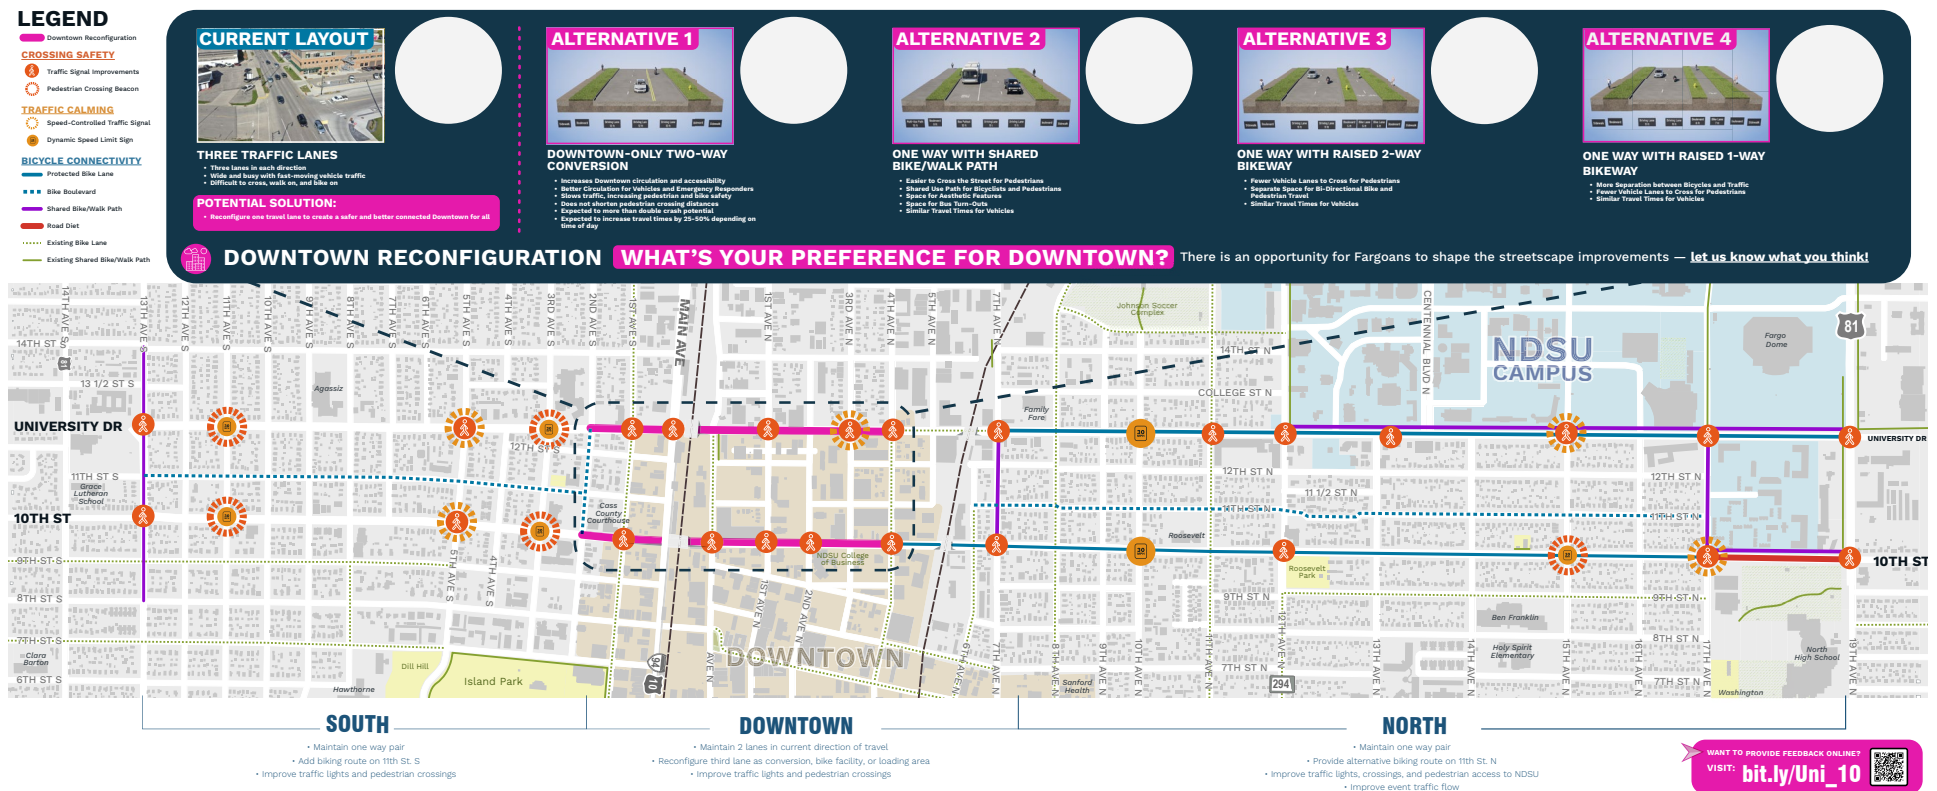 LEGEND
Downtown Reconfiguration
CROSSING SAFETY
Traffic Signal Improvements
Pedestrian Crossing Beacon
TRAFFIC CALMING
Speed-Controlled Traffic Signal
Dynamic Speed Limit Sign
BICYCLE CONNECTIVITY
Protected Bike Lane
Bike Boulevard
Shared Bike/Walk Path
Road Diet
Existing Bike Lane
Existing Shared Bike/Walk Path
CURRENT LAYOUT
THREE TRAFFIC LANES
• Three lanes in each direction
• Wide and busy with fast-moving vehicle traffic
• Difficult to cross, walk on, and bike on
POTENTIAL SOLUTION:
• Reconfigure one travel lane to create a safer and better connected Downtown for all
ALTERNATIVE 1
DOWNTOWN-ONLY TWO-WAY
CONVERSION
• Increases Downtown circulation and accessibility
• Better Circulation for Vehicles and Emergency Responders
• Slows traffic, increasing pedestrian and bike safety
• Does not shorten pedestrian crossing distances
• Expected to more than double crash potential
• Expected to increase travel times by 25-50% depending on
time of day
ALTERNATIVE 2
ONE WAY WITH SHARED
BIKE/WALK PATH
• Easier to Cross the Street for Pedestrians
• Shared Use Path for Bicyclists and Pedestrians
• Space for Aesthetic Features
• Space for Bus Turn-Outs
• Similar Travel Times for Vehicles
ALTERNATIVE 3
ONE WAY WITH RAISED 2-WAY
BIKEWAY
• Fewer Vehicle Lanes to Cross for Pedestrians
• Separate Space for Bi-Directional Bike and
Pedestrian Travel
• Similar Travel Times for Vehicles
ALTERNATIVE 4
ONE WAY WITH RAISED 1-WAY
BIKEWAY
• More Separation between Bicycles and Traffic
• Fewer Vehicle Lanes to Cross for Pedestrians
• Similar Travel Times for Vehicles
DOWNTOWN RECONFIGURATION
WHAT'S YOUR PREFERENCE FOR DOWNTOWN?
There is an opportunity for Fargoans to shape the streetscape improvements — let us know what you think!
14TH AVE S
13TH AVE S
12TH AVE S
11TH AVE S
10TH AVE S
9TH AVE S
8TH AVE S
7TH AVE S
6TH AVE S
5TH AVE S
4TH AVE S
3RD AVE S
2ND AVE S
1ST AVE S
MAIN AVE
1ST AVE N
3RD AVE N
4TH AVE N
5TH AVE N
7TH AVE N
Johnson Soccer
Complex
CENTENNIAL BLVD N
NDSU
CAMPUS
Fargo
Dome
81
14TH ST S
81
13 1/2 ST S
Agassiz
14TH ST N
COLLEGE ST N
Family
Fare
UNIVERSITY DR
UNIVERSITY DR
12TH ST S
30
11TH ST S
Grace
Lutheran
School
12TH ST N
12TH ST N
11 1/2 ST N
11TH ST N
11TH ST N
10TH ST
Cass
County
Courthouse
NDSU College
of Business
Roosevelt
30
10TH ST
9TH ST S
5TH AVE S
4TH AVE S
8TH ST S
7TH ST S
Clara
Barton
6TH ST S
Dill Hill
Island Park
Hawthorne
94
10
AVE N
1ST AVE N
2ND AVE N
DOWNTOWN
6TH AVE N
7TH AVE N
8TH AVE N
9TH AVE N
10TH AVE N
11TH AVE N
12TH AVE N
13TH AVE N
14TH AVE N
15TH AVE N
16TH AVE N
17TH AVE N
19TH AVE N
Sanford
Health
Roosevelt
Park
9TH ST N
9TH ST N
7TH ST N
294
Ben Franklin
Holy Spirit
Elementary
8TH ST N
7TH ST N
Washington
North
High School
SOUTH
• Maintain one way pair
• Add biking route on 11th St. S
• Improve traffic lights and pedestrian crossings
DOWNTOWN
• Maintain 2 lanes in current direction of travel
• Reconfigure third lane as conversion, bike facility, or loading area
• Improve traffic lights and pedestrian crossings
NORTH
• Maintain one way pair
• Provide alternative biking route on 11th St. N
• Improve traffic lights, crossings, and pedestrian access to NDSU
• Improve event traffic flow
WANT TO PROVIDE FEEDBACK ONLINE?
VISIT: bit.ly/Uni_10